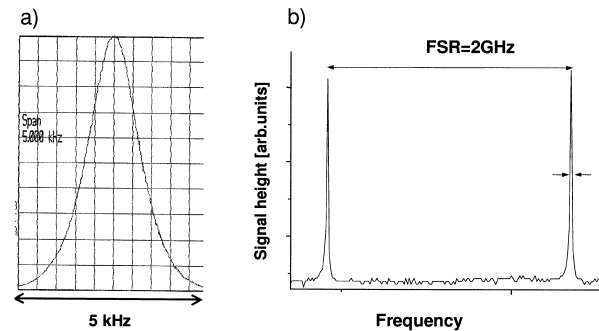 a)
Span
5.000 kHz
5 kHz
b)
FSR=2GHz
Signal height [arb.units]
Frequency